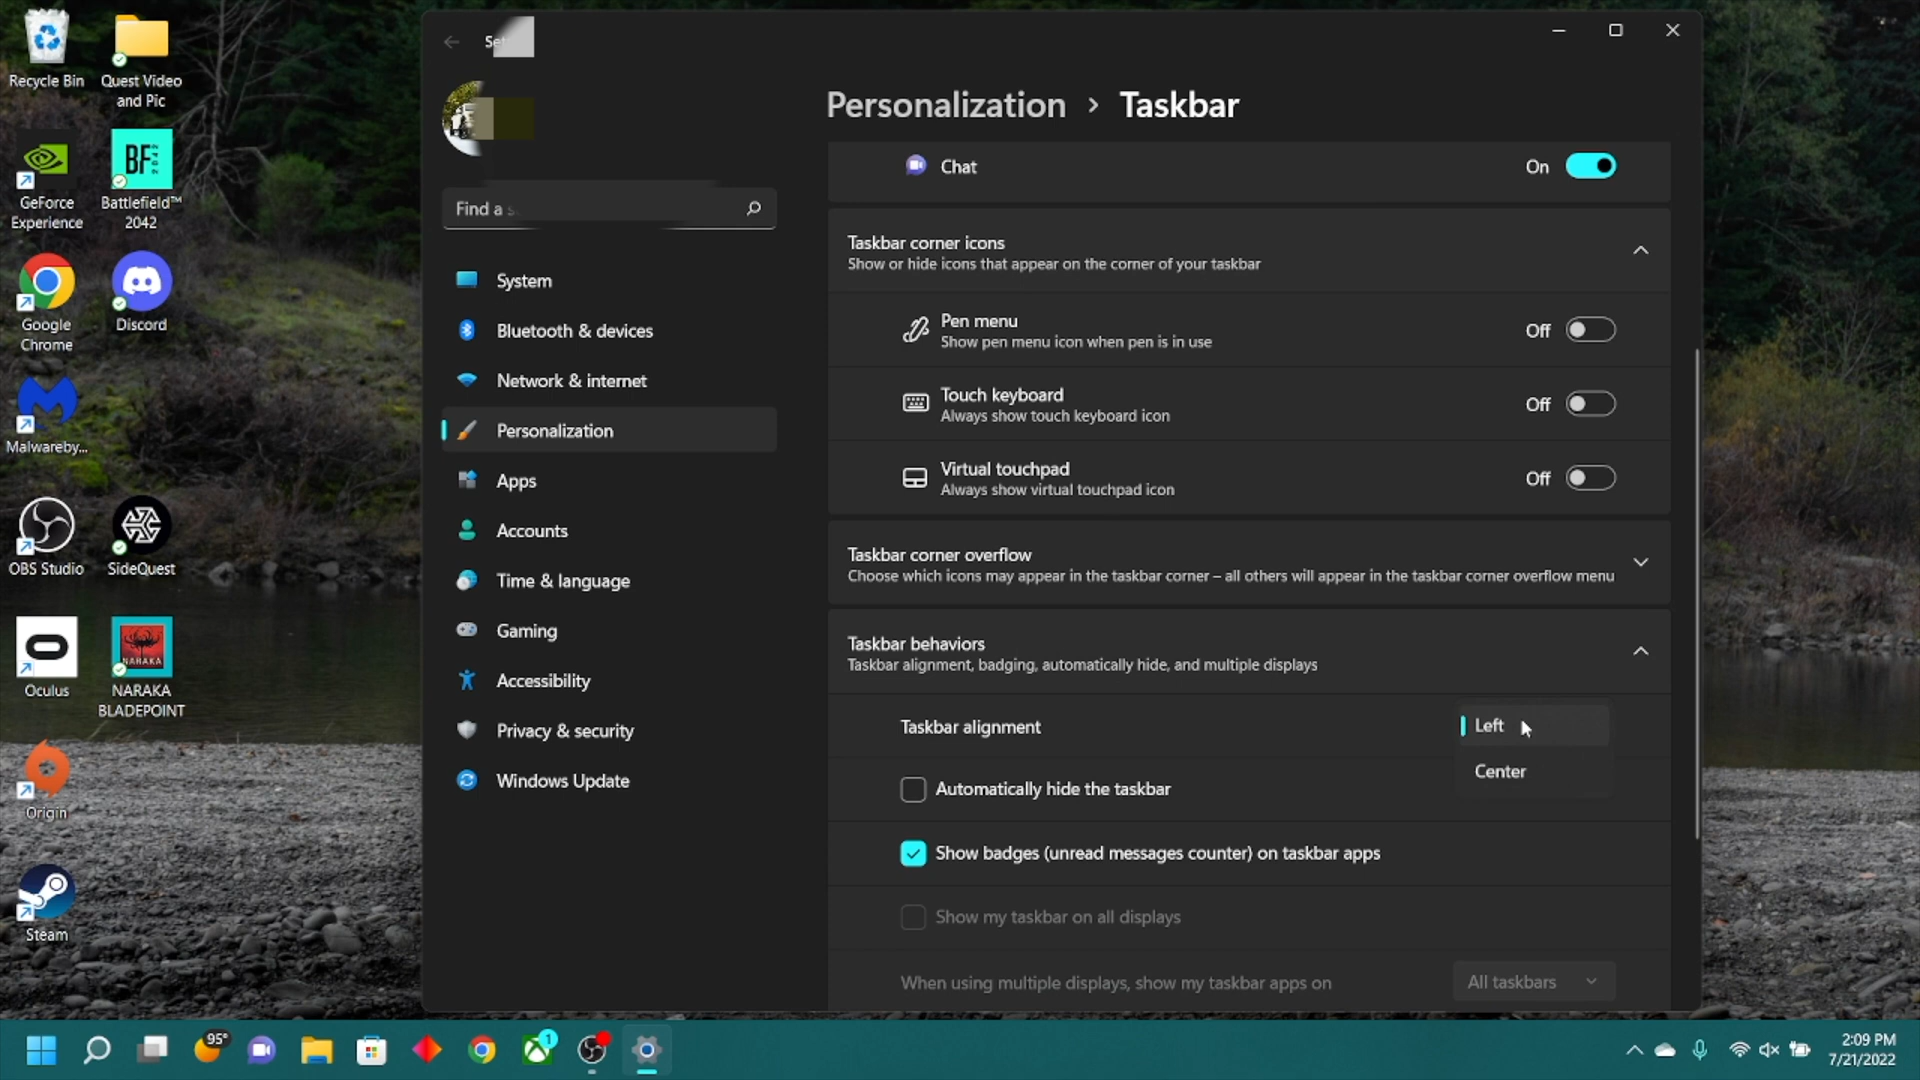 Recycle Bin
Quest Video
and Pic
GeForce
Experience
BF
2042
Battlefield™
2042
Google
Chrome
Discord
Malwareby...
OBS Studio
SideQuest
Oculus
NARAKA
NARAKA
BLADEPOINT
Origin
Steam
Find a
System
Bluetooth & devices
Network & internet
Personalization
Apps
Accounts
Time & language
Gaming
Accessibility
Privacy & security
Windows Update
Personalization > Taskbar
Chat
On
Taskbar corner icons
Show or hide icons that appear on the corner of your taskbar
Pen menu
Show pen menu icon when pen is in use
Off
Touch keyboard
Always show touch keyboard icon
Off
Virtual touchpad
Always show virtual touchpad icon
Off
Taskbar corner overflow
Choose which icons may appear in the taskbar corner – all others will appear in the taskbar corner overflow menu
Taskbar behaviors
Taskbar alignment, badging, automatically hide, and multiple displays
Taskbar alignment
Left
Center
Automatically hide the taskbar
Show badges (unread messages counter) on taskbar apps
Show my taskbar on all displays
When using multiple displays, show my taskbar apps on
All taskbars
95°
1
2:09 PM
7/21/2022